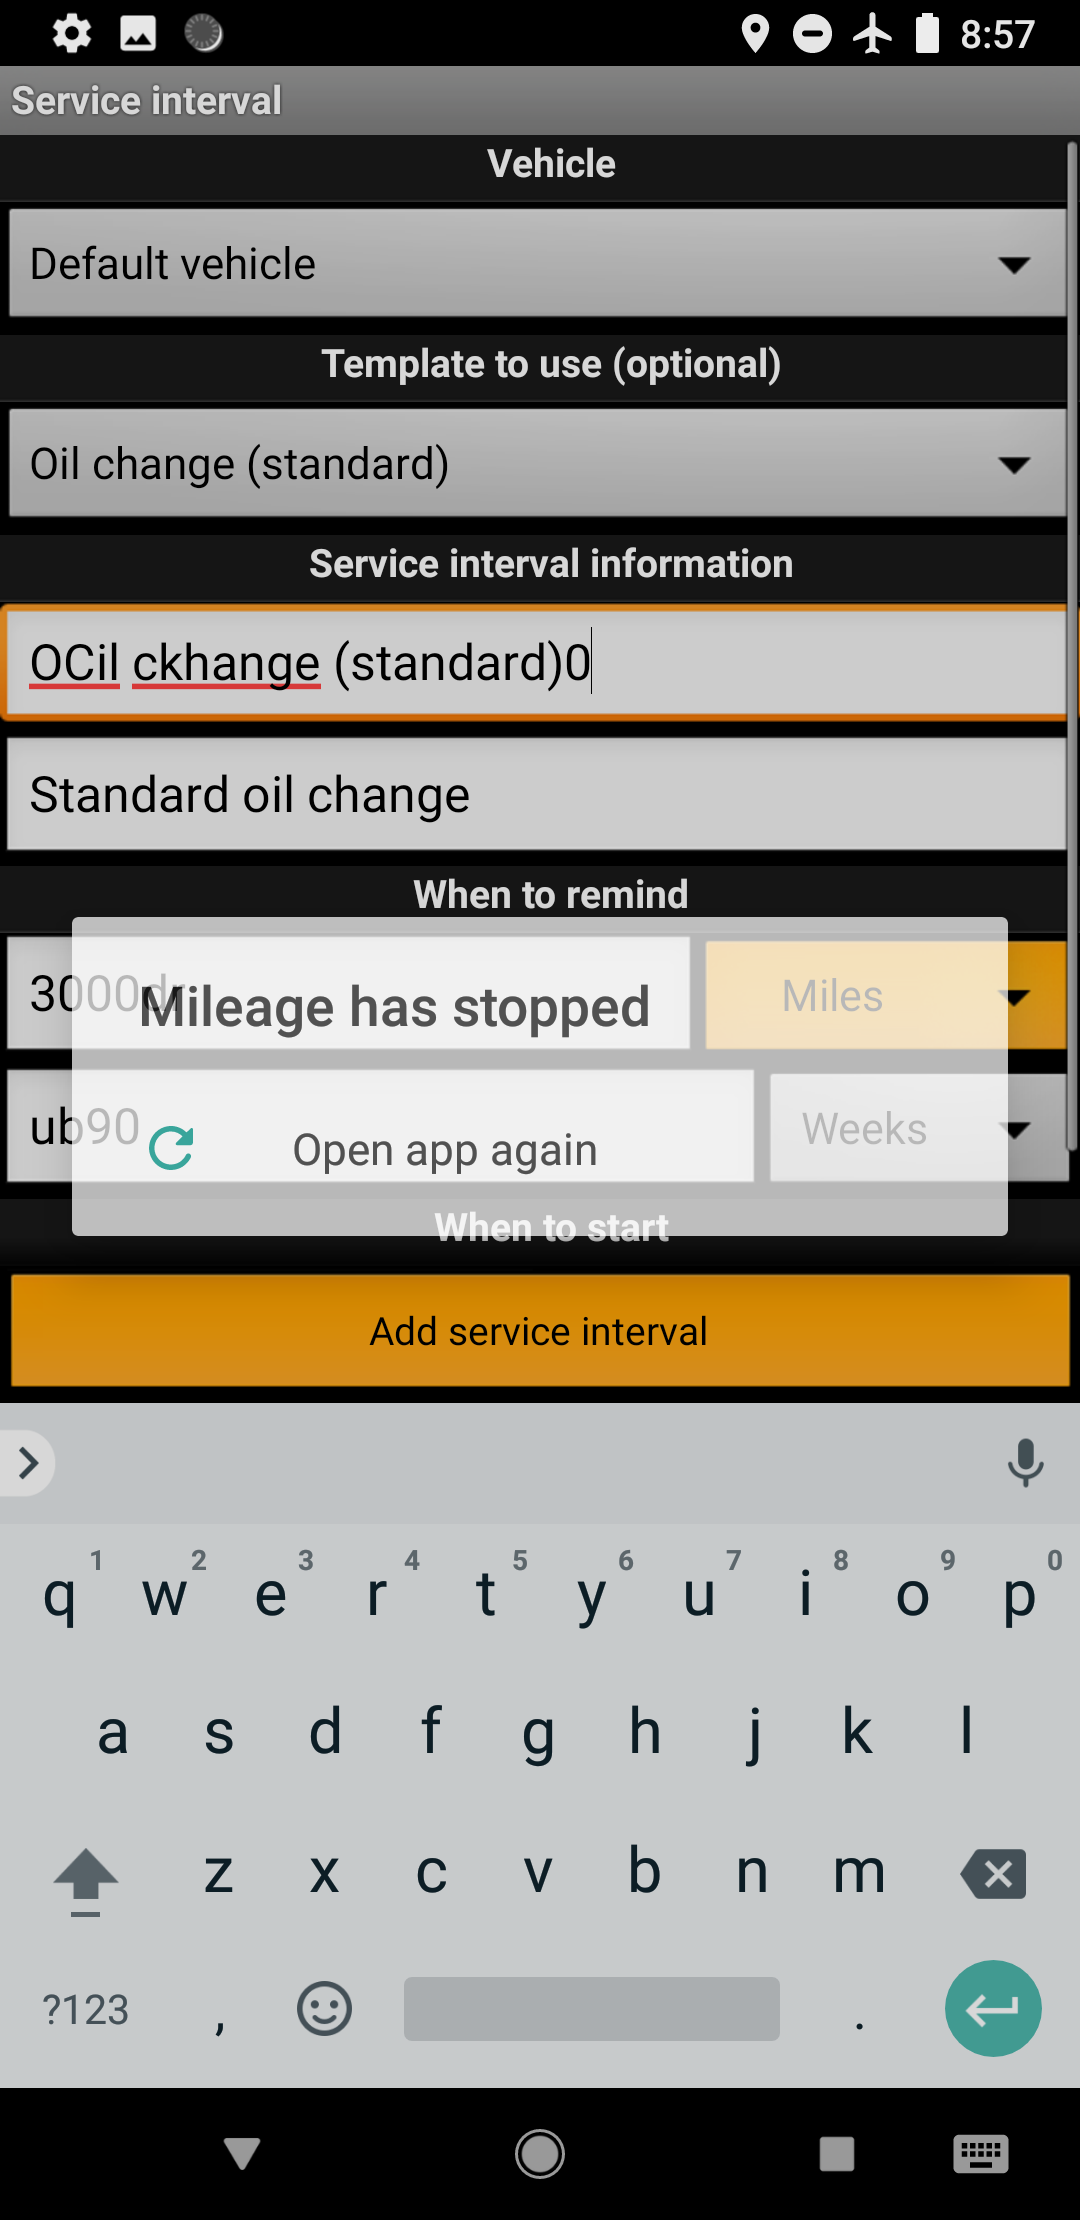 8:57
Service interval
Vehicle
Default vehicle
Template to use (optional)
Oil change (standard)
Service interval information
OCil ckhange (standard)0
Standard oil change
When to remind
3000dr
Miles
Mileage has stopped
ub90
Weeks
Open app again
When to start
Add service interval
1 2 3 4 5 6 7 8 9 0
q w e r t y u i o p
a s d f g h j k l
z x c v b n m
?123 , .